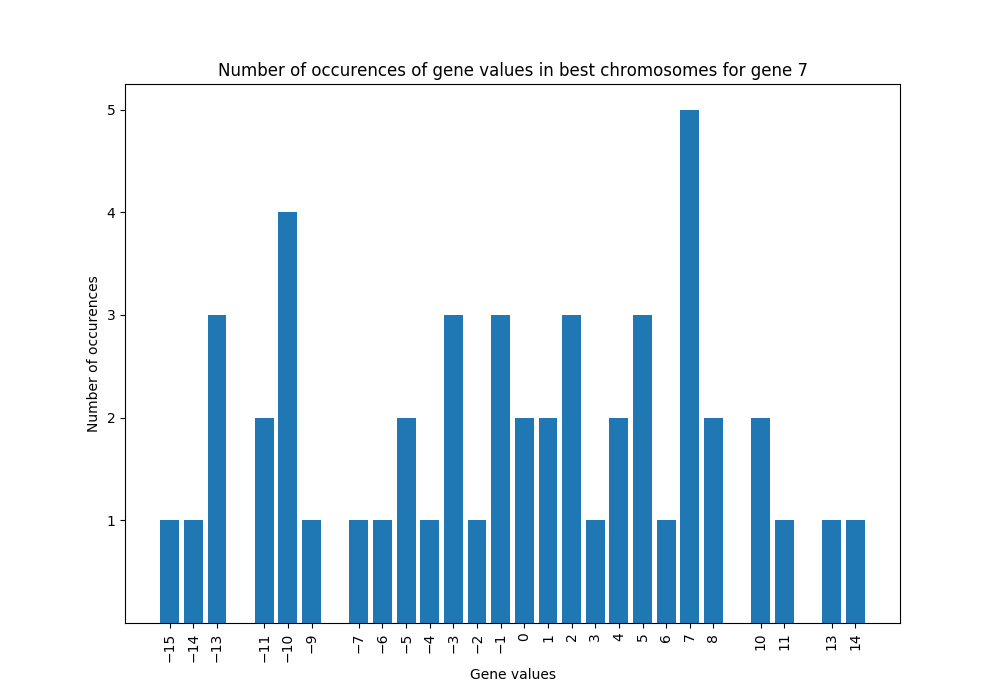 Number of occurences of gene values in best chromosomes for gene 7
5
4
3
2
1
Number of occurences
−15 −14 −13 −11 −10 −9 −7 −6 −5 −4 −3 −2 −1 0 1 2 3 4 5 6 7 8 10 11 13 14
Gene values